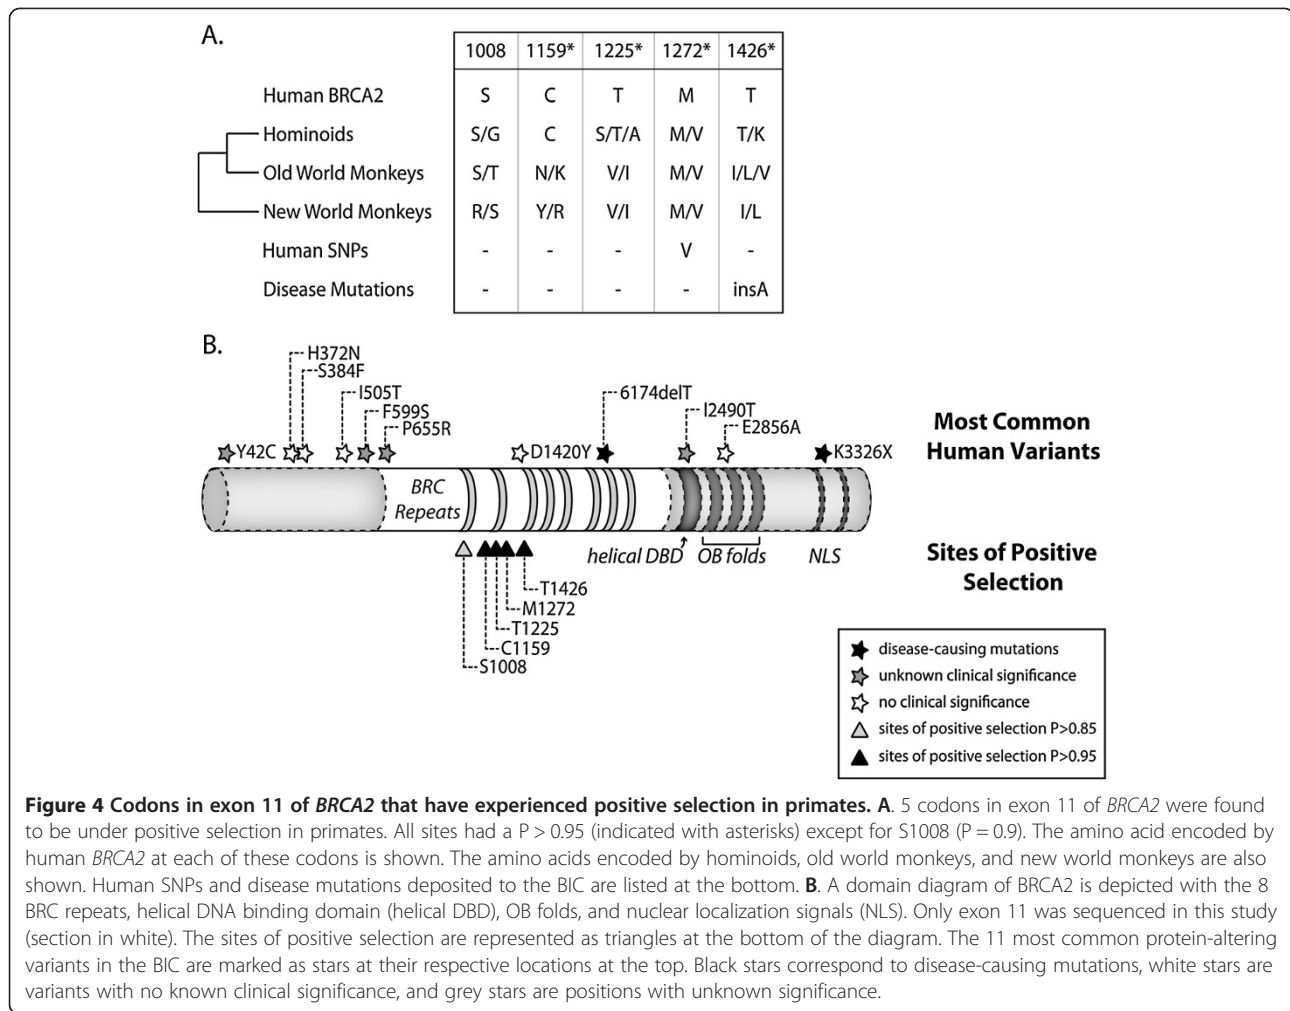 A.
1008 1159* 1225* 1272* 1426*
Human BRCA2 S C T M T
Hominoids S/G C S/T/A M/V T/K
Old World Monkeys S/T N/K V/I M/V I/L/V
New World Monkeys R/S Y/R V/I M/V I/L
Human SNPs - - - V -
Disease Mutations - - - - insA
B.
H372N
S384F
I505T
F599S
P655R
6174delT
I2490T
E2856A
Y42C
D1420Y
K3326X
Most Common
Human Variants
BRC
Repeats
helical DBD
OB folds
NLS
Sites of Positive
Selection
T1426
M1272
T1225
C1159
S1008
disease-causing mutations
unknown clinical significance
no clinical significance
sites of positive selection P>0.85
sites of positive selection P>0.95
Figure 4 Codons in exon 11 of BRCA2 that have experienced positive selection in primates. A. 5 codons in exon 11 of BRCA2 were found
to be under positive selection in primates. All sites had a P > 0.95 (indicated with asterisks) except for S1008 (P = 0.9). The amino acid encoded by
human BRCA2 at each of these codons is shown. The amino acids encoded by hominoids, old world monkeys, and new world monkeys are also
shown. Human SNPs and disease mutations deposited to the BIC are listed at the bottom. B. A domain diagram of BRCA2 is depicted with the 8
BRC repeats, helical DNA binding domain (helical DBD), OB folds, and nuclear localization signals (NLS). Only exon 11 was sequenced in this study
(section in white). The sites of positive selection are represented as triangles at the bottom of the diagram. The 11 most common protein-altering
variants in the BIC are marked as stars at their respective locations at the top. Black stars correspond to disease-causing mutations, white stars are
variants with no known clinical significance, and grey stars are positions with unknown significance.